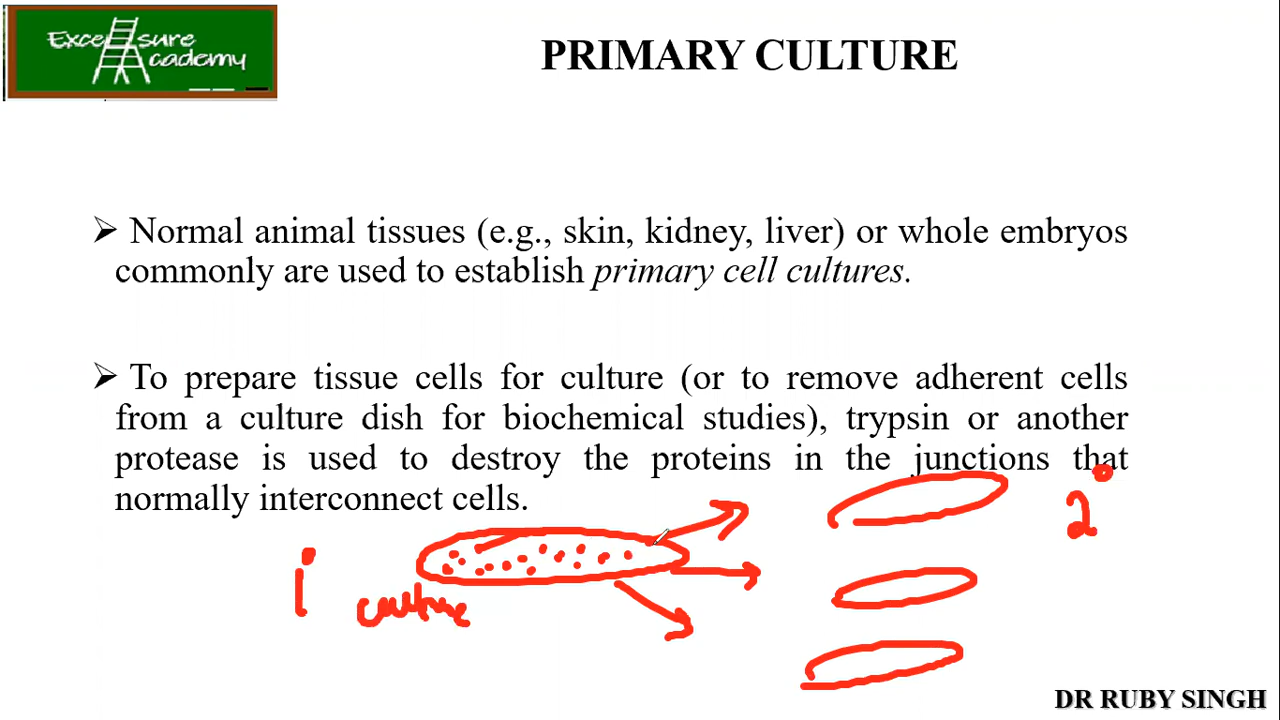 Excel sure
Academy
PRIMARY CULTURE
➢ Normal animal tissues (e.g., skin, kidney, liver) or whole embryos
commonly are used to establish primary cell cultures.
➢ To prepare tissue cells for culture (or to remove adherent cells
from a culture dish for biochemical studies), trypsin or another
protease is used to destroy the proteins in the junctions that
normally interconnect cells.
2°
1° culture
DR RUBY SINGH